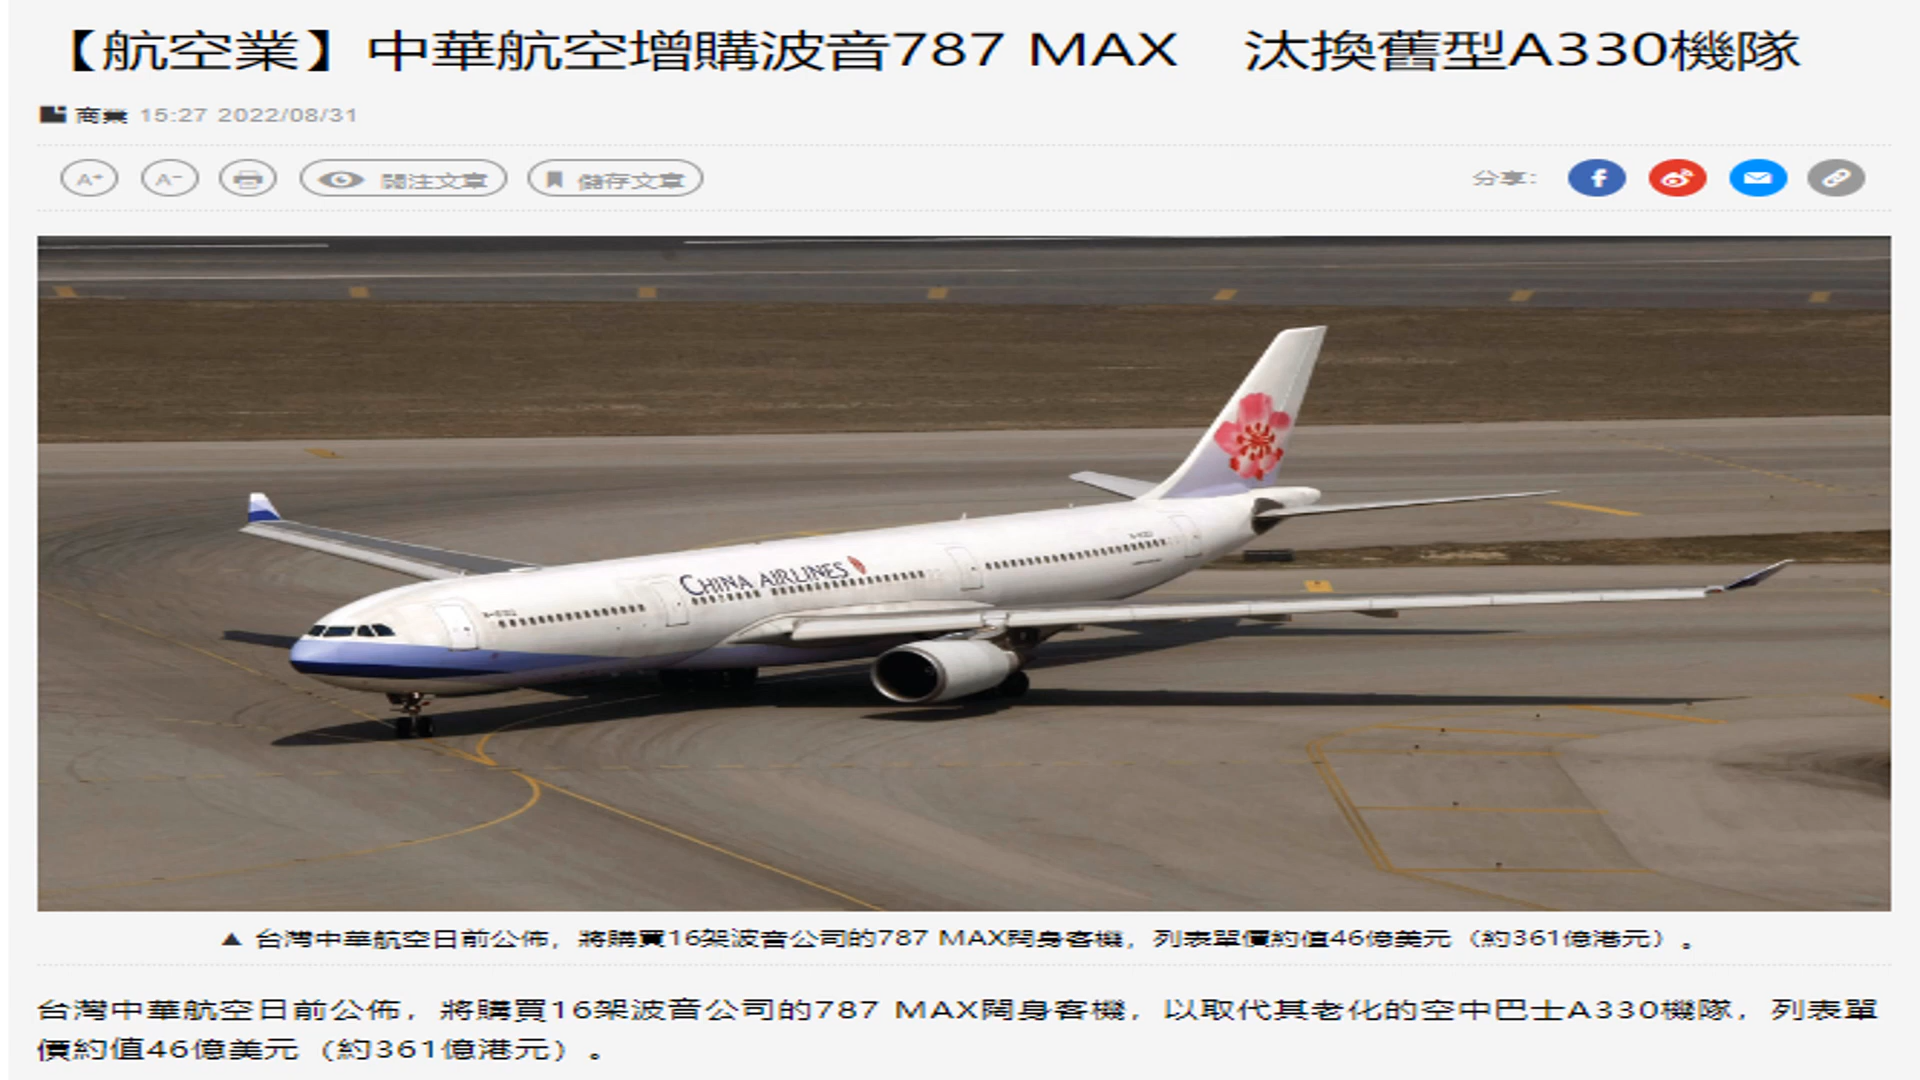 【航空業】中華航空增購波音787 MAX　汰換舊型A330機隊
商業 15:27 2022/08/31
A+ A- 關注文章 儲存文章 分享：
CHINA AIRLINES
▲ 台灣中華航空日前公佈，將購買16架波音公司的787 MAX闊身客機，列表單價約值46億美元（約361億港元）。
台灣中華航空日前公佈，將購買16架波音公司的787 MAX闊身客機，以取代其老化的空中巴士A330機隊，列表單
價約值46億美元（約361億港元）。